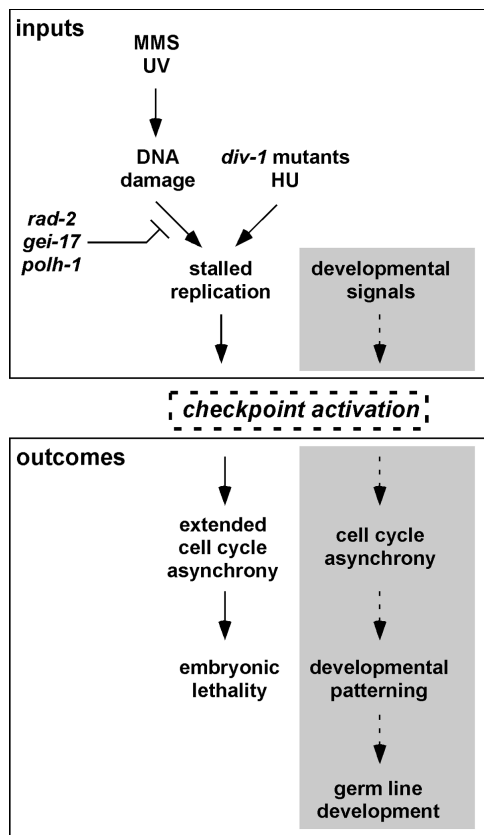 inputs
MMS
UV
DNA
damage
div-1 mutants
HU
rad-2
gei-17
polh-1
stalled
replication
developmental
signals
checkpoint activation
outcomes
extended
cell cycle
asynchrony
cell cycle
asynchrony
embryonic
lethality
developmental
patterning
germ line
development